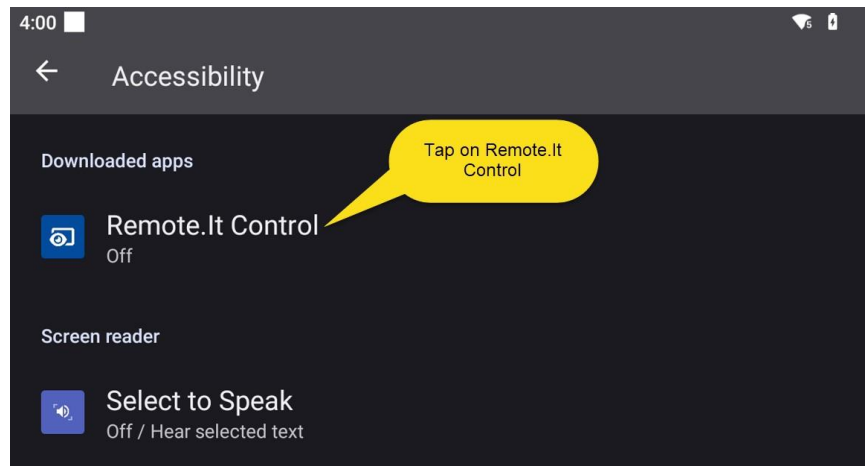 4:00
Accessibility
Downloaded apps
Tap on Remote.It
Control
Remote.It Control
Off
Screen reader
Select to Speak
Off / Hear selected text